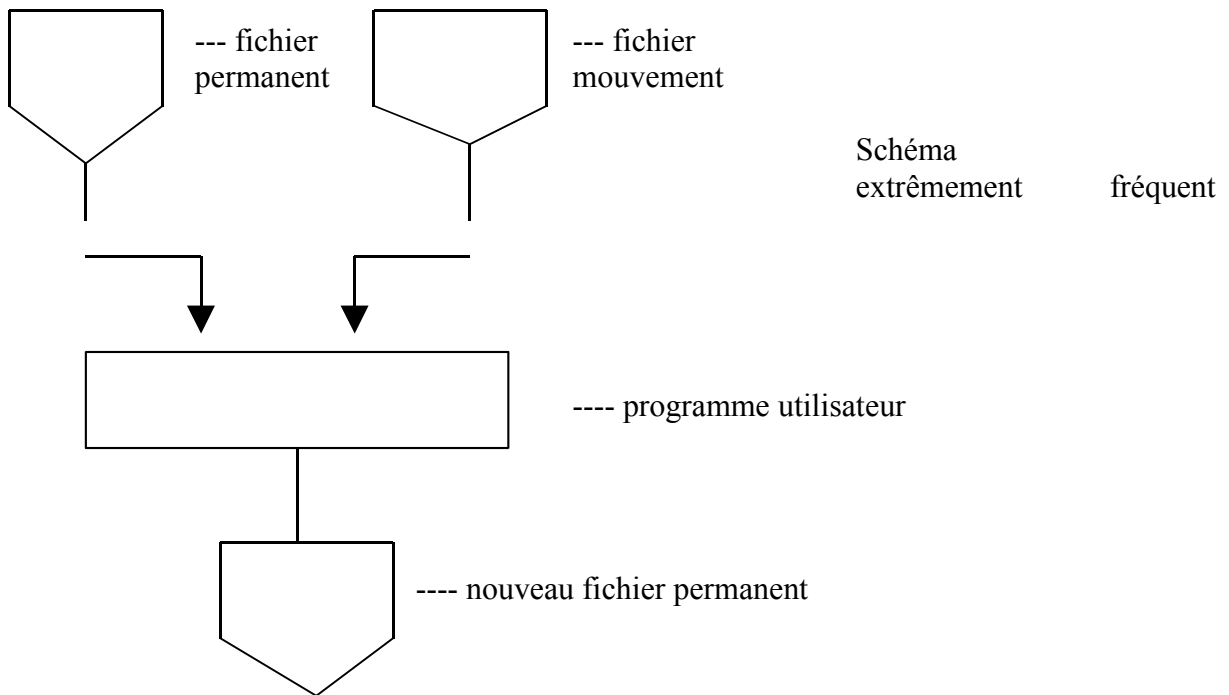 --- fichier
permanent
--- fichier
mouvement
Schéma
extrêmement fréquent
---- programme utilisateur
---- nouveau fichier permanent